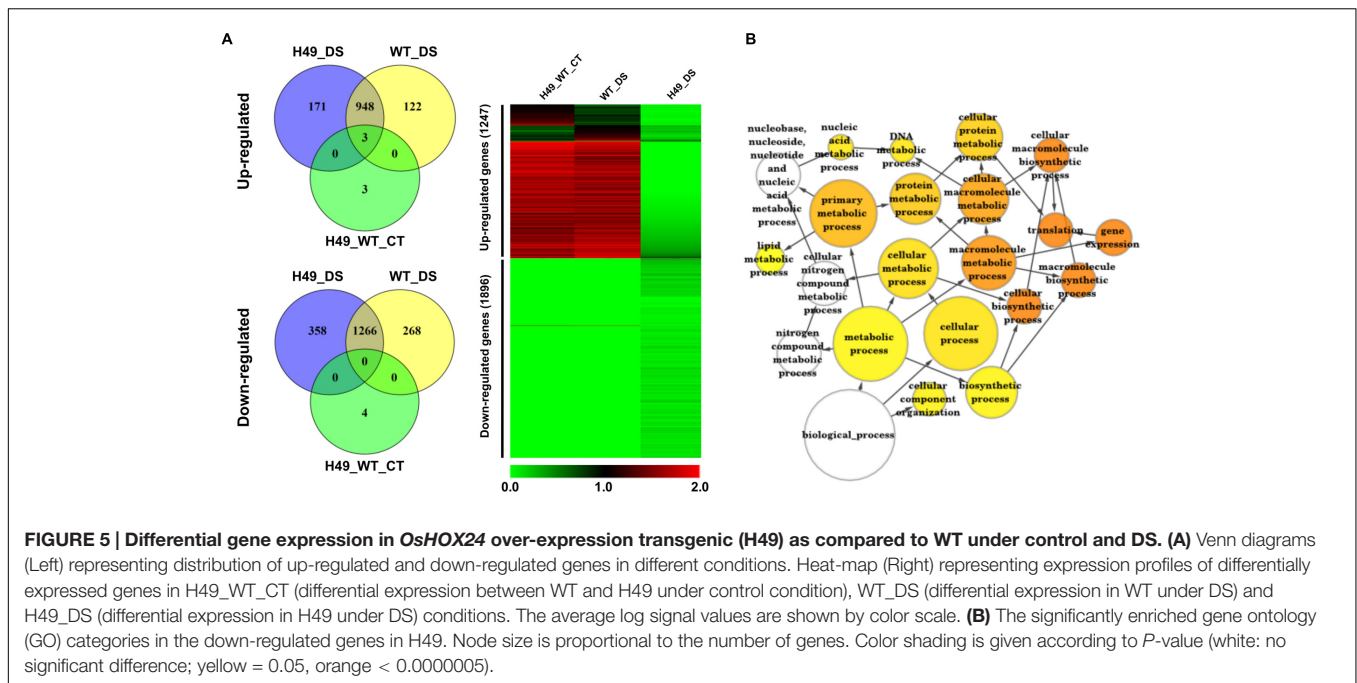 A
H49_DS
WT_DS
171
948
122
3
0
0
3
H49_WT_CT
Up-regulated
H49_DS
WT_DS
358
1266
268
0
0
0
4
H49_WT_CT
Down-regulated
H49_WT_CT
WT_DS
H49_DS
Up-regulated genes (1247)
Down-regulated genes (1896)
0.0
1.0
2.0
B
nucleobase,
nucleoside,
nucleotide
and
nucleic
acid
metabolic
process
nucleic
acid
metabolic
process
DNA
metabolic
process
cellular
protein
metabolic
process
cellular
macromolecule
biosynthetic
process
primary
metabolic
process
protein
metabolic
process
cellular
macromolecule
metabolic
process
translation
gene
expression
lipid
metabolic
process
cellular
nitrogen
compound
metabolic
process
cellular
metabolic
process
macromolecule
metabolic
process
macromolecule
biosynthetic
process
cellular
biosynthetic
process
nitrogen
compound
metabolic
process
metabolic
process
cellular
process
cellular
component
organization
biosynthetic
process
biological_process
FIGURE 5 | Differential gene expression in OsHOX24 over-expression transgenic (H49) as compared to WT under control and DS. (A) Venn diagrams
(Left) representing distribution of up-regulated and down-regulated genes in different conditions. Heat-map (Right) representing expression profiles of differentially
expressed genes in H49_WT_CT (differential expression between WT and H49 under control condition), WT_DS (differential expression in WT under DS) and
H49_DS (differential expression in H49 under DS) conditions. The average log signal values are shown by color scale. (B) The significantly enriched gene ontology
(GO) categories in the down-regulated genes in H49. Node size is proportional to the number of genes. Color shading is given according to P-value (white: no
significant difference; yellow = 0.05, orange < 0.0000005).